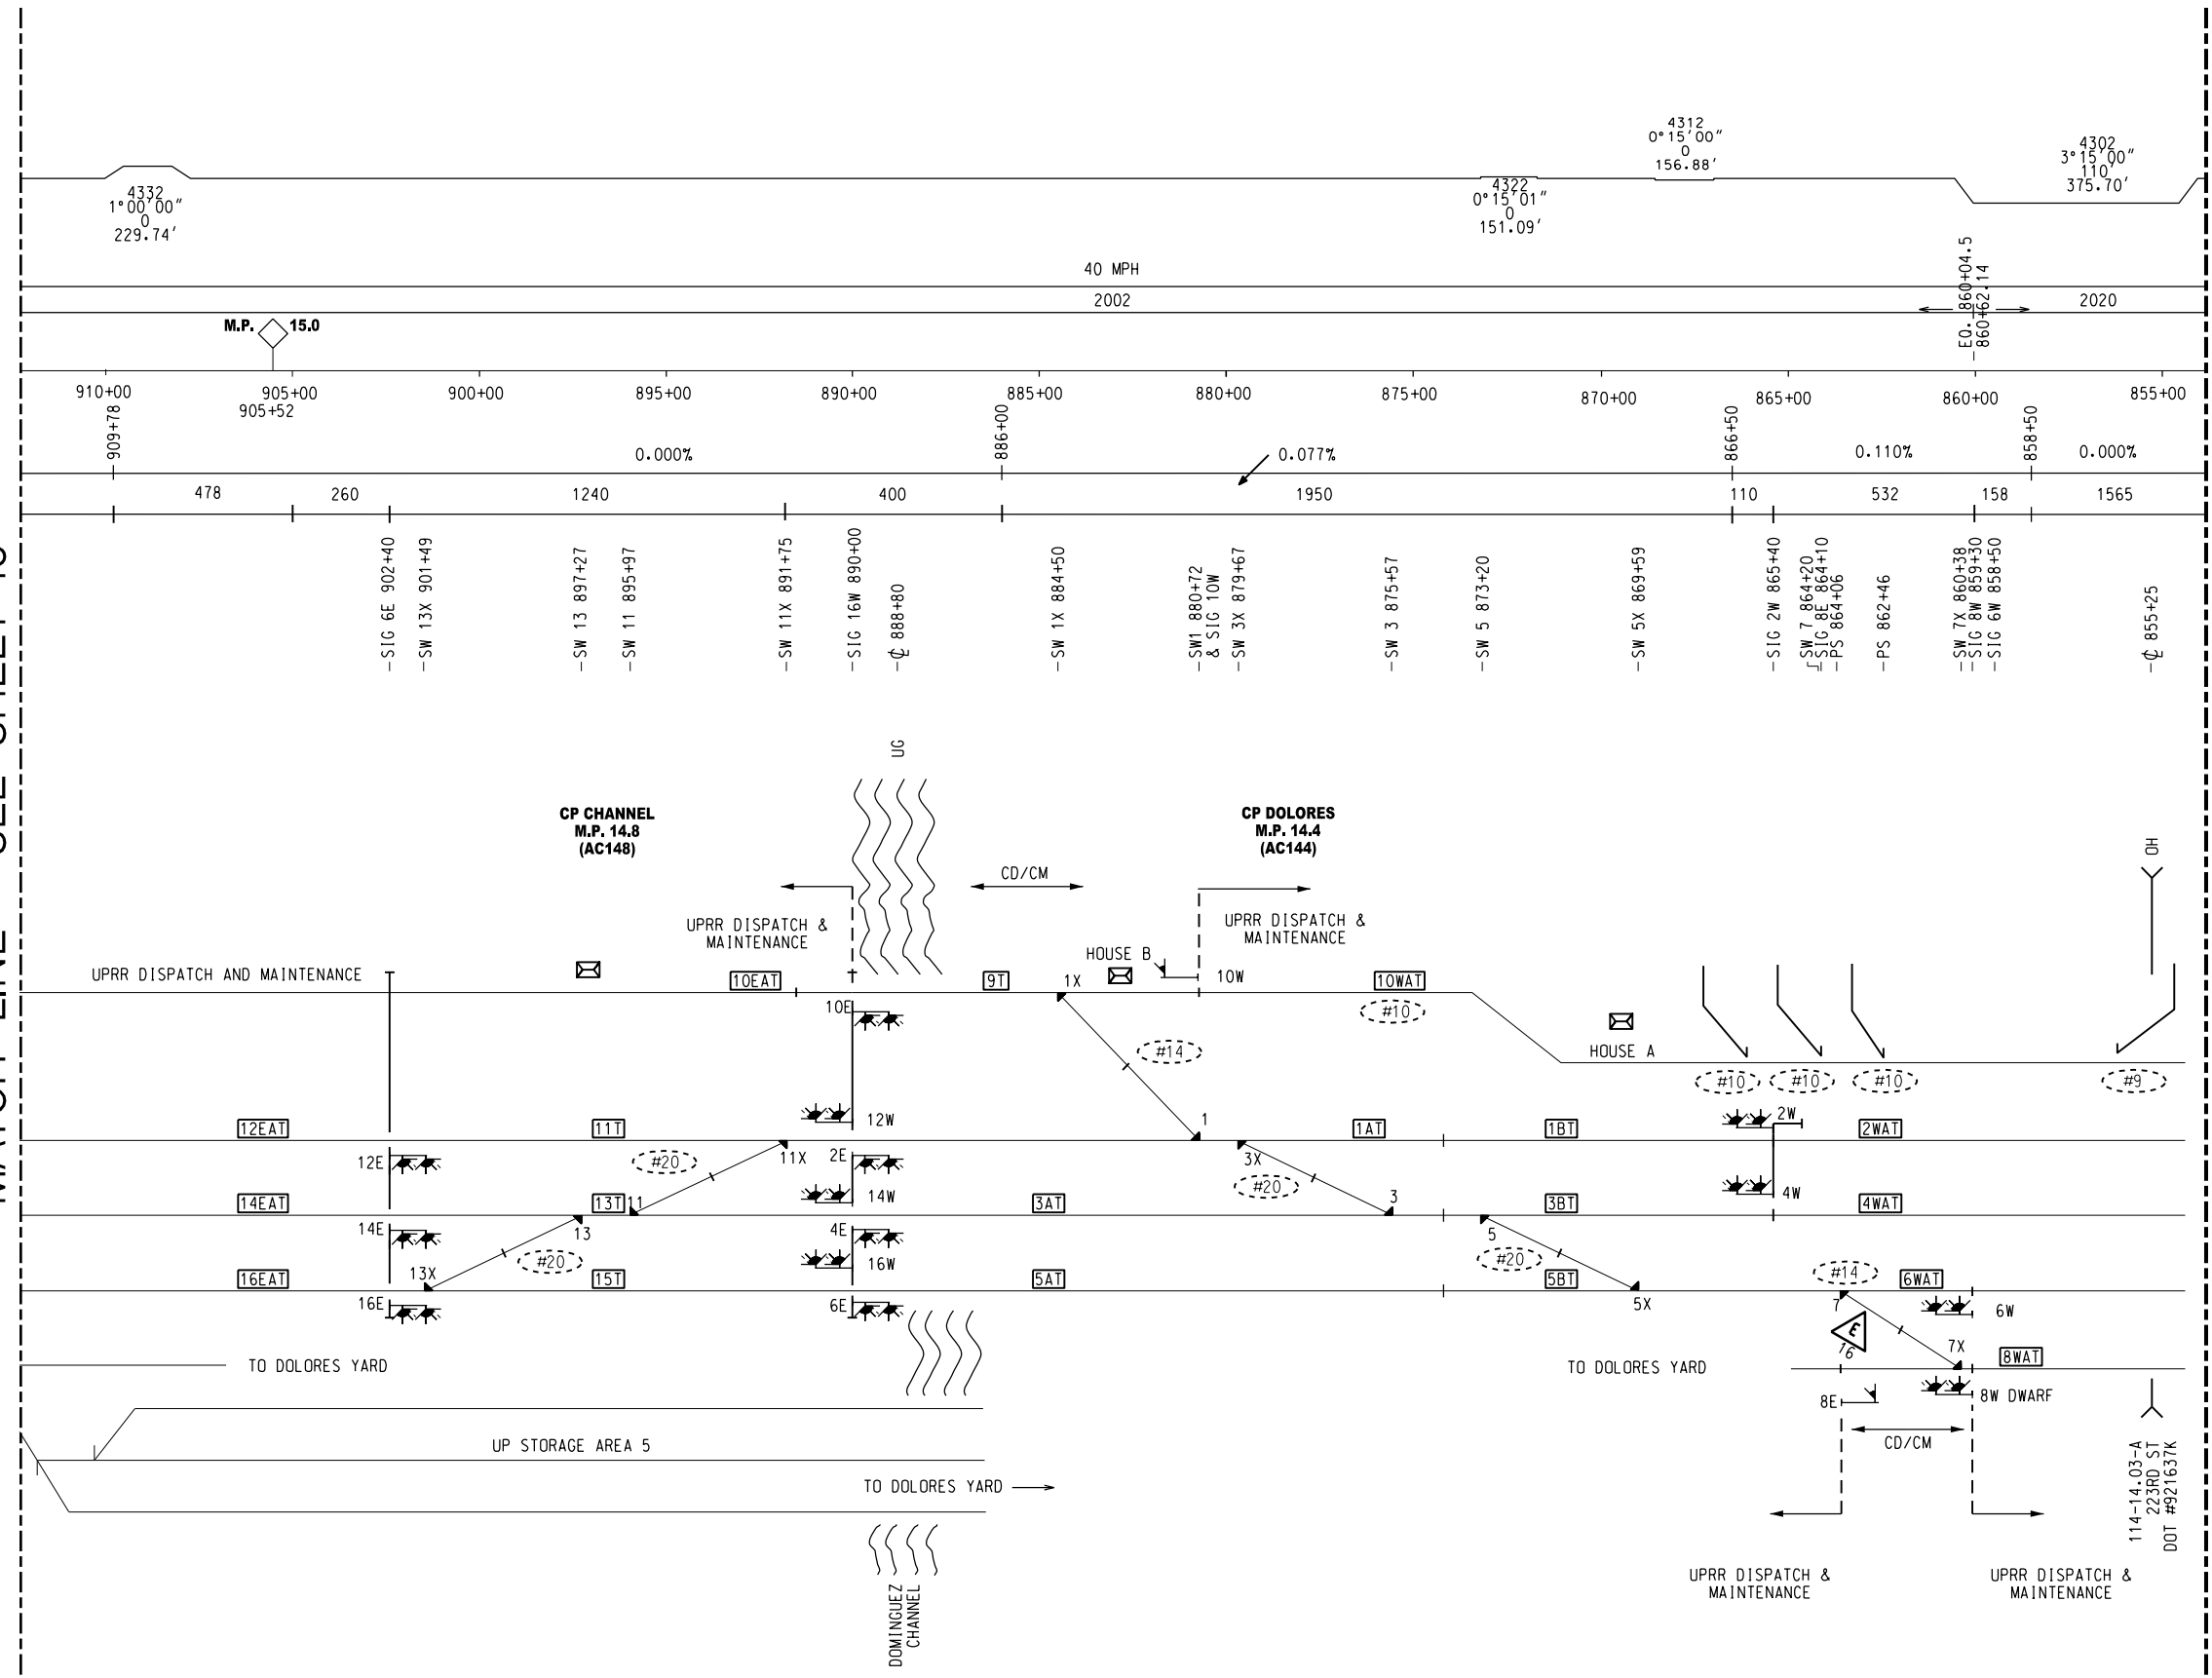 4312
0°15'00"
0
156.88'
4302
3°15'00"
110'
375.70'
4332
1°00'00"
0
229.74'
4322
0°15'01"
0
151.09'
40 MPH
2002
2020
EQ. 860+04.5
860+62.14
M.P. 15.0
910+00
905+00
905+52
900+00
895+00
890+00
885+00
880+00
875+00
870+00
865+00
860+00
855+00
909+78
886+00
866+50
858+50
0.000%
0.077%
0.110%
0.000%
478
260
1240
400
1950
110
532
158
1565
SIG 6E 902+40
SW 13X 901+49
SW 13 897+27
SW 11 895+97
SW 11X 891+75
SIG 16W 890+00
℄ 888+80
SW 1X 884+50
SW1 880+72
& SIG 10W
SW 3X 879+67
SW 3 875+57
SW 5 873+20
SW 5X 869+59
SIG 2W 865+40
SW 7 864+20
SIG 8E 864+10
PS 864+06
PS 862+46
SW 7X 860+38
SIG 8W 859+30
SIG 6W 858+50
℄ 855+25
UG
CP CHANNEL
M.P. 14.8
(AC148)
CP DOLORES
M.P. 14.4
(AC144)
OH
CD/CM
UPRR DISPATCH &
MAINTENANCE
UPRR DISPATCH &
MAINTENANCE
UPRR DISPATCH AND MAINTENANCE
10EAT
9T
1X
HOUSE B
10W
10WAT
10E
#10
#14
HOUSE A
#10
#10
#10
#9
12W
1
2W
12EAT
11T
1AT
1BT
2WAT
12E
#20
11X
2E
3X
14W
#20
4W
14EAT
13T
11
3AT
3
3BT
4WAT
14E
13
4E
5
#20
16W
#20
#14
13X
16EAT
15T
5AT
5BT
6WAT
16E
6E
5X
7
6W
E
16
7X
TO DOLORES YARD
TO DOLORES YARD
8WAT
8E
8W DWARF
UP STORAGE AREA 5
CD/CM
TO DOLORES YARD
114-14.03-A
223RD ST
DOT #921637K
UPRR DISPATCH &
MAINTENANCE
UPRR DISPATCH &
MAINTENANCE
DOMINGUEZ
CHANNEL